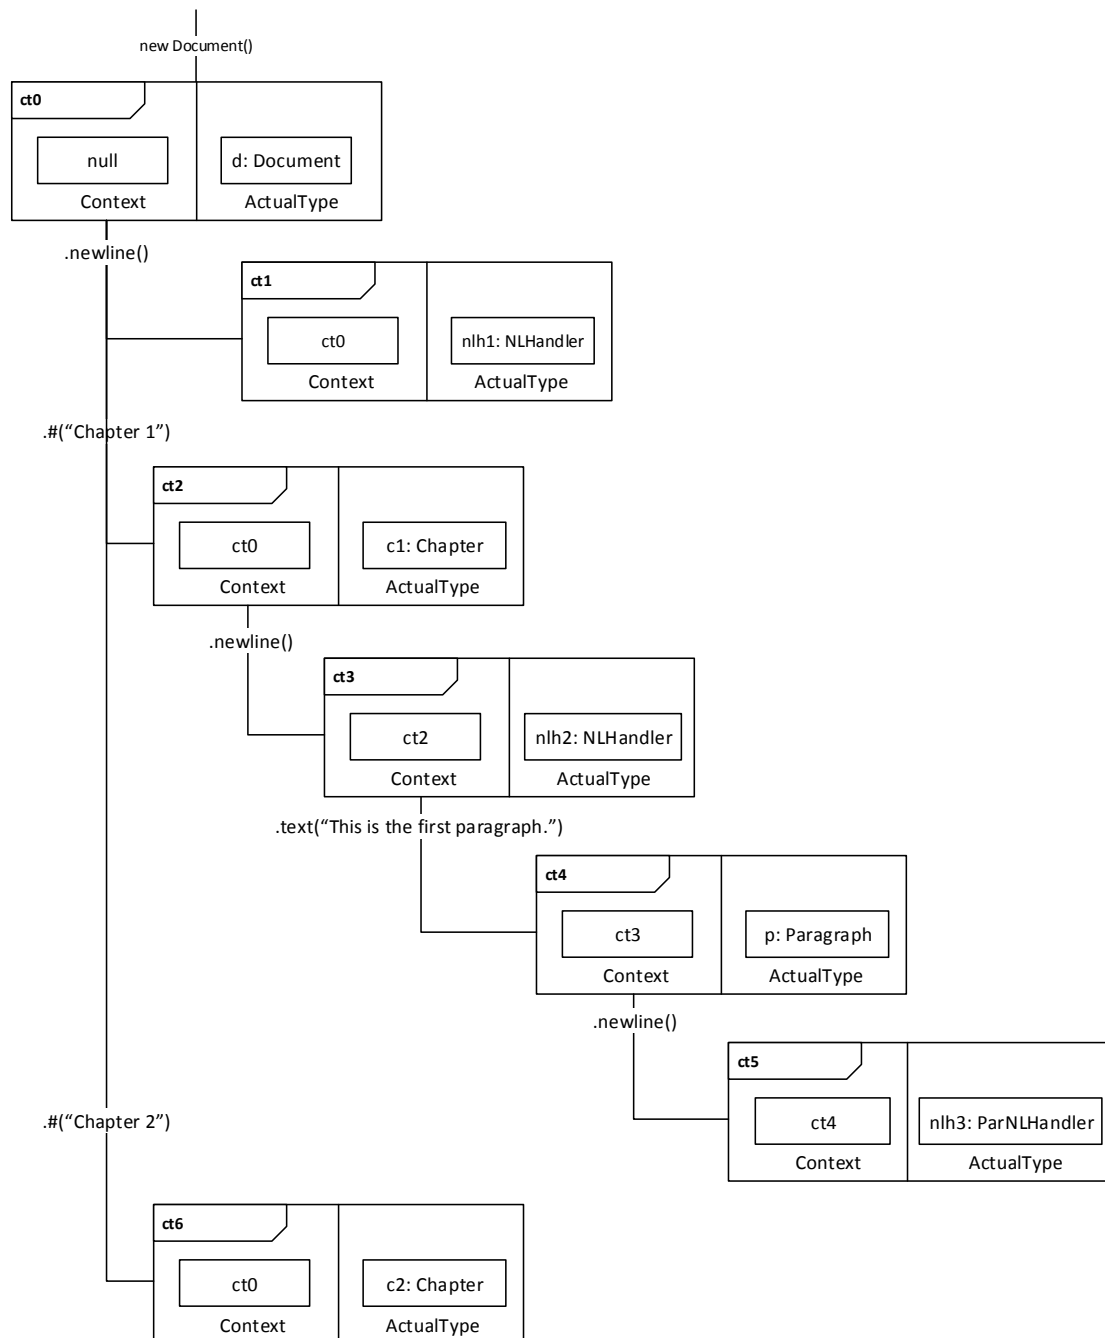 new Document()
ct0
null
d: Document
Context
ActualType
.newline()
ct1
ct0
nlh1: NLHandler
Context
ActualType
.#(“Chapter 1”)
ct2
ct0
c1: Chapter
Context
ActualType
.newline()
ct3
ct2
nlh2: NLHandler
Context
ActualType
.text(“This is the first paragraph.”)
ct4
ct3
p: Paragraph
Context
ActualType
.newline()
ct5
ct4
nlh3: ParNLHandler
Context
ActualType
.#(“Chapter 2”)
ct6
ct0
c2: Chapter
Context
ActualType